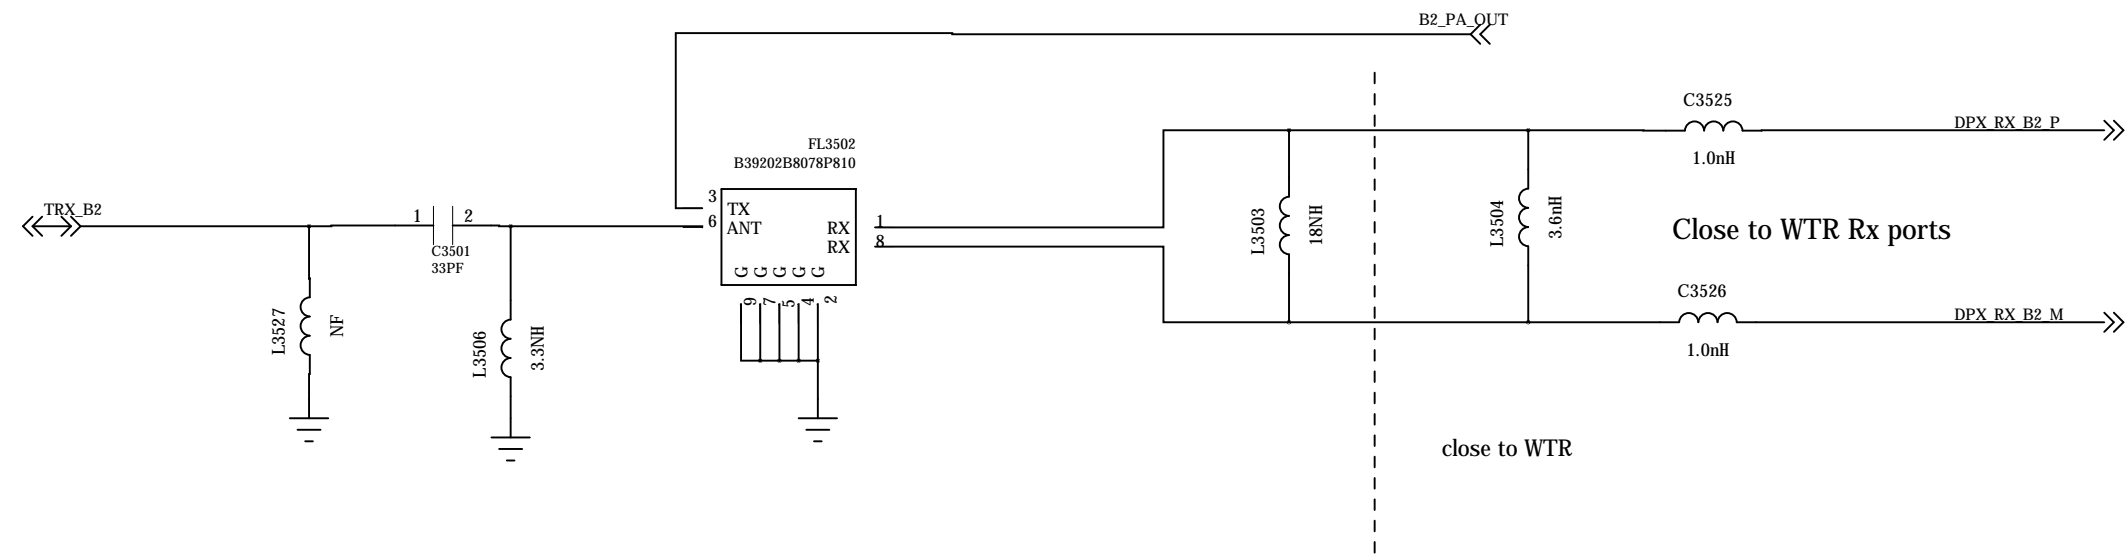 B2_PA_OUT
C3525
DPX_RX_B2_P
1.0nH
FL3502
B39202B8078P810
3
TX
TRX_B2
1
2
6
ANT
RX
1
RX
8
C3501
33PF
L3503
18NH
L3504
3.6nH
Close to WTR Rx ports
G G G G G
9
7
5
4
2
L3527
NF
L3506
3.3NH
C3526
DPX_RX_B2_M
1.0nH
close to WTR